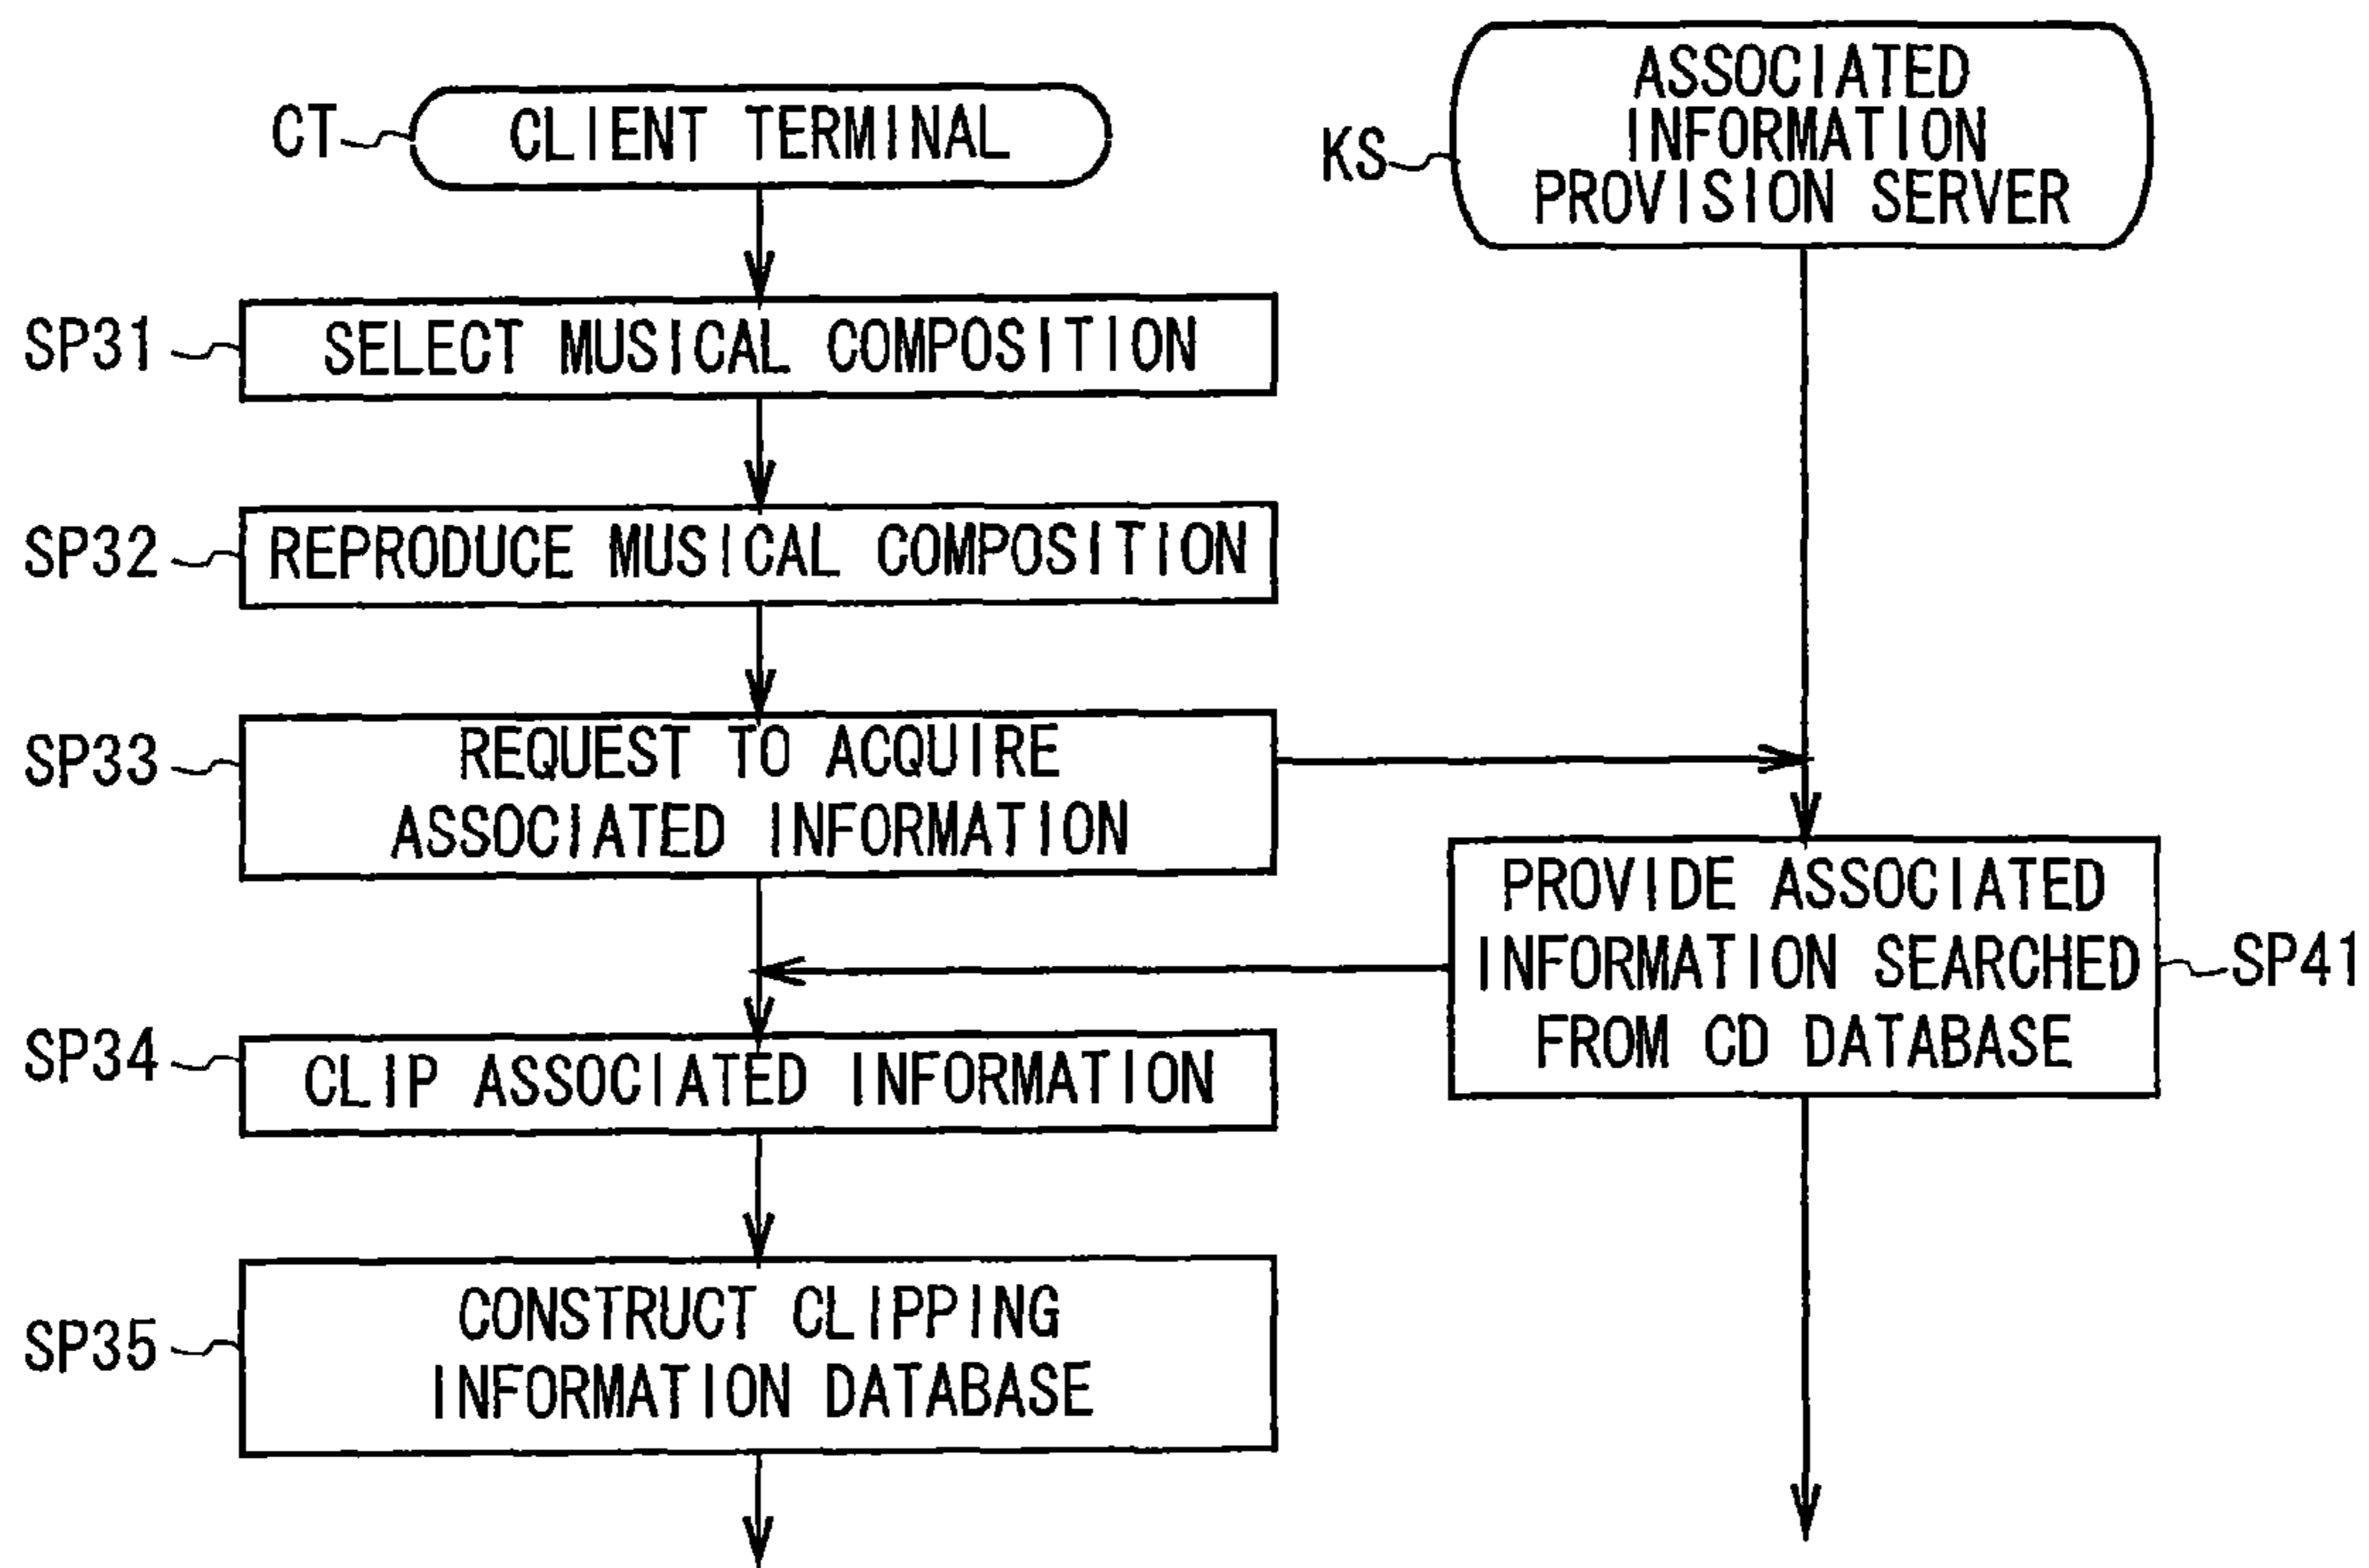 CT
CLIENT TERMINAL
KS
ASSOCIATED
INFORMATION
PROVISION SERVER
SP31
SELECT MUSICAL COMPOSITION
SP32
REPRODUCE MUSICAL COMPOSITION
SP33
REQUEST TO ACQUIRE
ASSOCIATED INFORMATION
PROVIDE ASSOCIATED
INFORMATION SEARCHED
FROM CD DATABASE
SP41
SP34
CLIP ASSOCIATED INFORMATION
SP35
CONSTRUCT CLIPPING
INFORMATION DATABASE